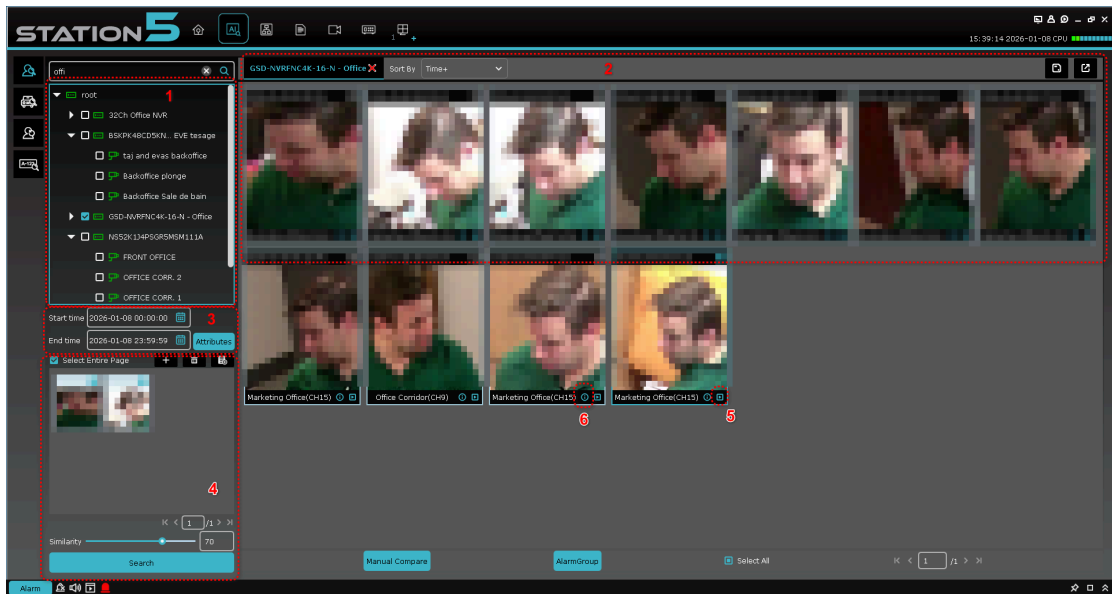 STATION5
AI
1
15:39:14 2026-01-08 CPU
offi
GSD-NVRFNC4K-16-N - Office
Sort By
Time+
2
1
root
32Ch Office NVR
BSKPK48CD5KN... EVE tesage
taj and evas backoffice
Backoffice plonge
Backoffice Sale de bain
GSD-NVRFNC4K-16-N - Office
NS52K1J4PSGR5MSM111A
FRONT OFFICE
OFFICE CORR. 2
OFFICE CORR. 1
Start time
2026-01-08 00:00:00
3
End time
2026-01-08 23:59:59
Attributes
Select Entire Page
Marketing Office(CH15)
Office Corridor(CH9)
Marketing Office(CH15)
Marketing Office(CH15)
6
5
4
1
/1
Similarity
70
Search
Manual Compare
AlarmGroup
Select All
1
/1
Alarm